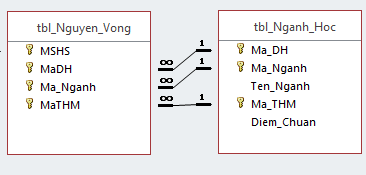 tbl_Nguyen_Vong
MSHS
MaDH
Ma_Nganh
MaTHM
∞ 1
∞ 1
∞ 1
tbl_Nganh_Hoc
Ma_DH
Ma_Nganh
Ten_Nganh
Ma_THM
Diem_Chuan